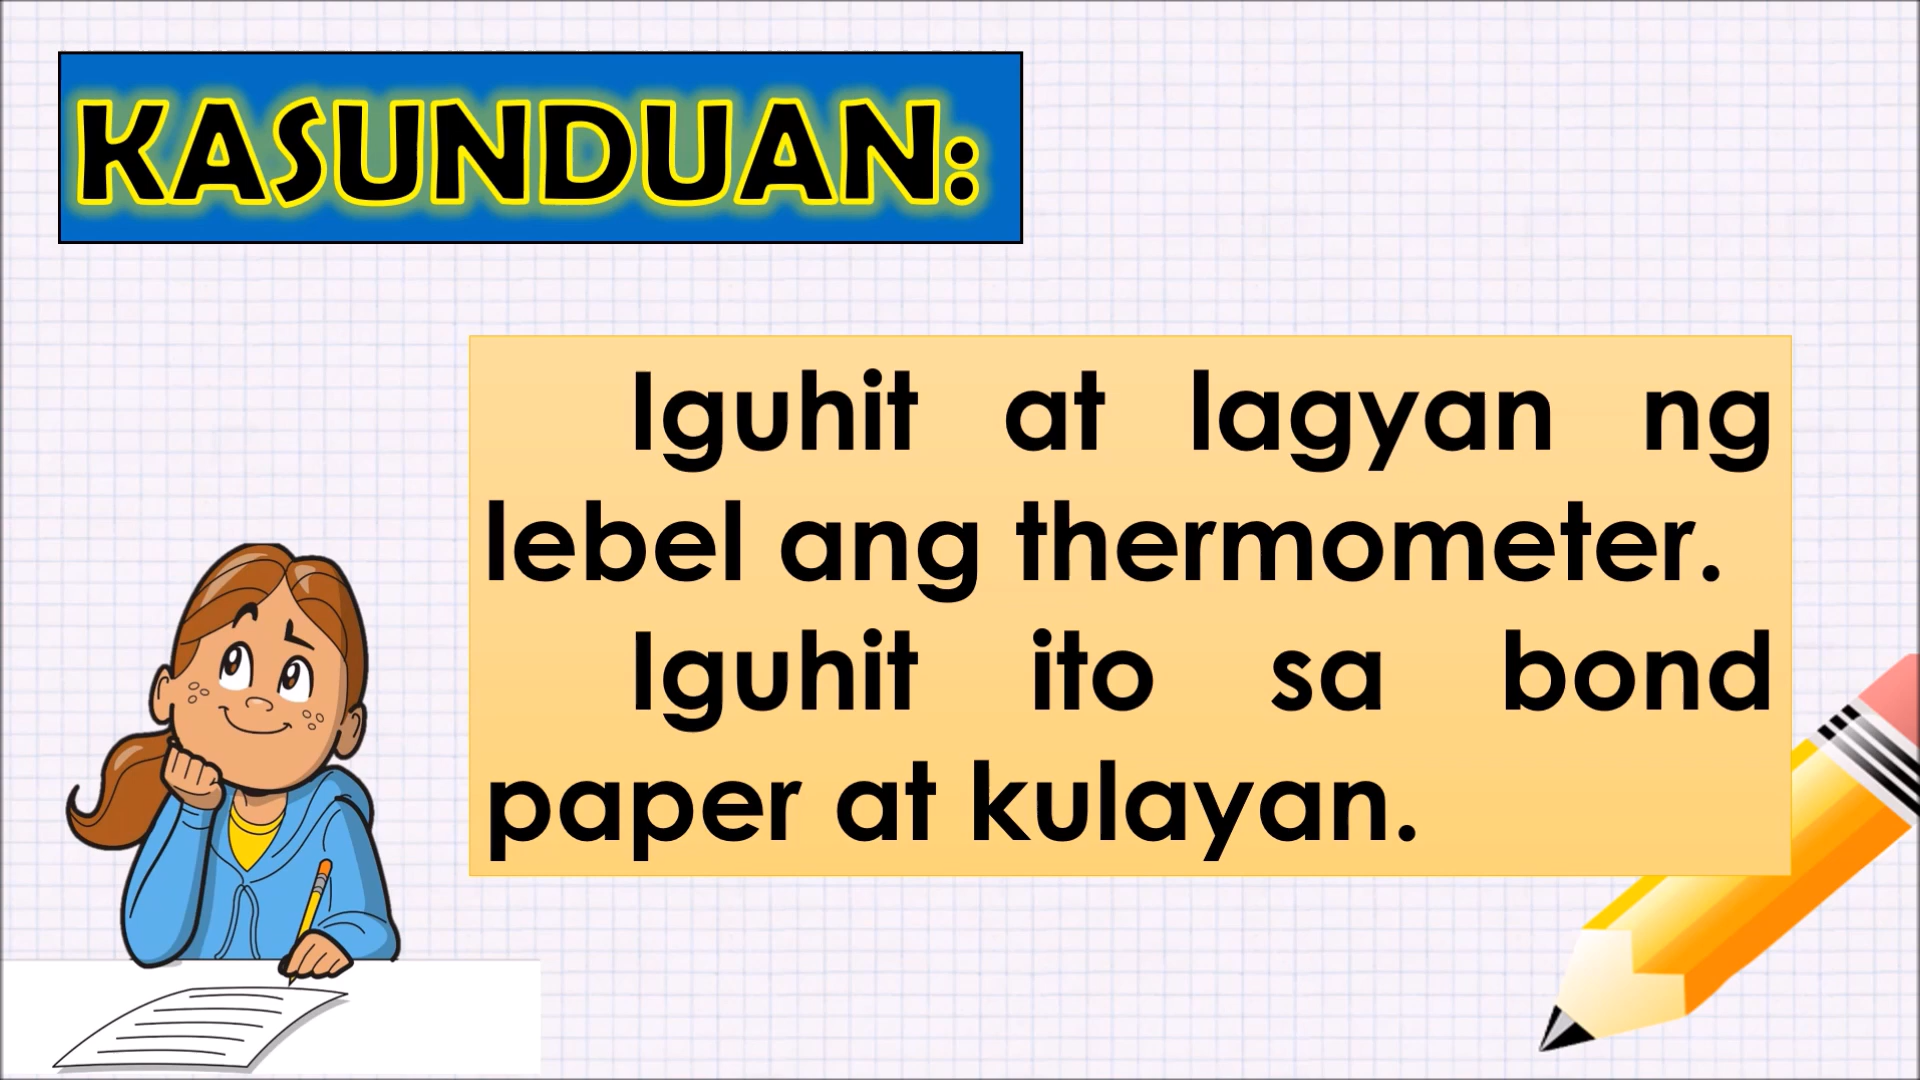 KASUNDUAN:
Iguhit at lagyan ng
lebel ang thermometer.
Iguhit ito sa bond
paper at kulayan.